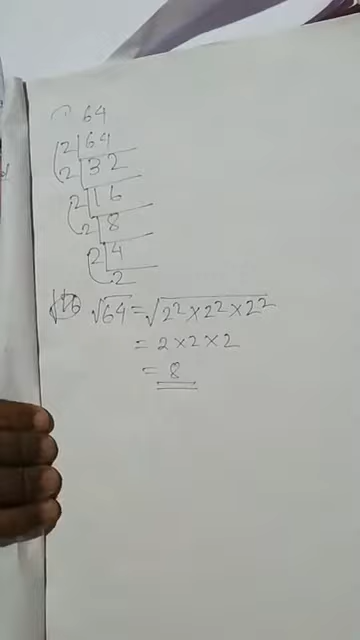 64
2 | 64
2 | 32
2 | 16
2 | 8
2 | 4
2
√64 = √2² × 2² × 2²
= 2 × 2 × 2
= 8